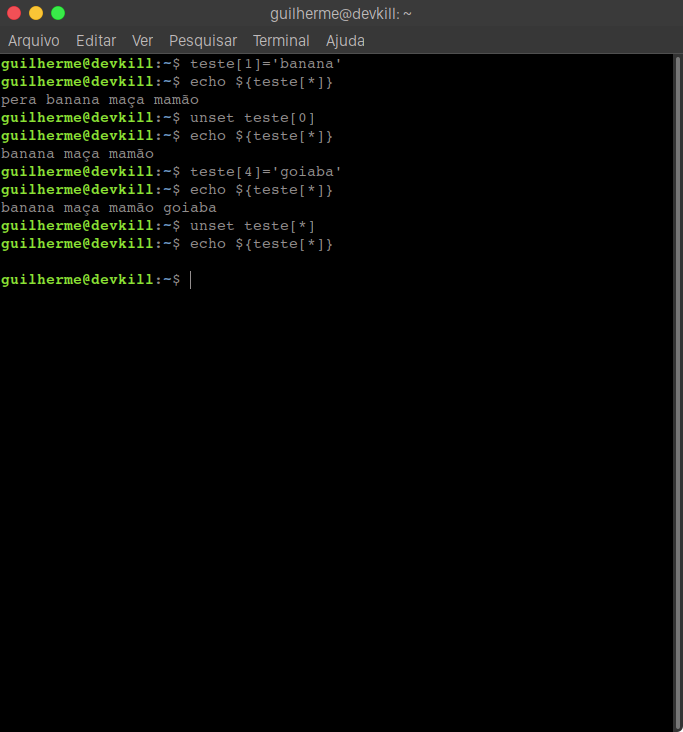 guilherme@devkill: ~
Arquivo Editar Ver Pesquisar Terminal Ajuda
guilherme@devkill:~$ teste[1]='banana'
guilherme@devkill:~$ echo ${teste[*]}
pera banana maça mamão
guilherme@devkill:~$ unset teste[0]
guilherme@devkill:~$ echo ${teste[*]}
banana maça mamão
guilherme@devkill:~$ teste[4]='goiaba'
guilherme@devkill:~$ echo ${teste[*]}
banana maça mamão goiaba
guilherme@devkill:~$ unset teste[*]
guilherme@devkill:~$ echo ${teste[*]}
guilherme@devkill:~$